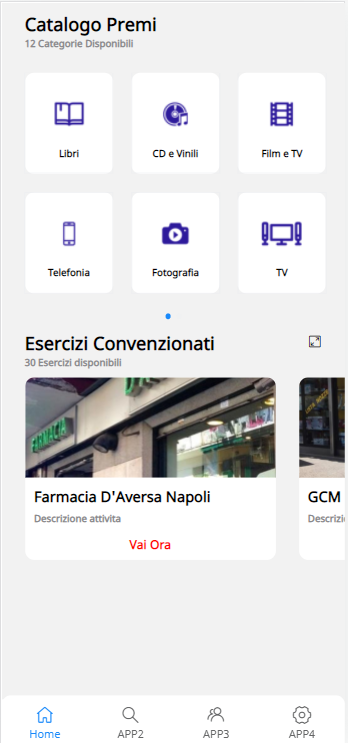 Catalogo Premi
12 Categorie Disponibili
Libri
CD e Vinili
Film e TV
Telefonia
Fotografia
TV
Esercizi Convenzionati
30 Esercizi disponibili
FARMACIA
Farmacia D'Aversa Napoli
GCM
Descrizione attivita
Descrizi
Vai Ora
Home
APP2
APP3
APP4